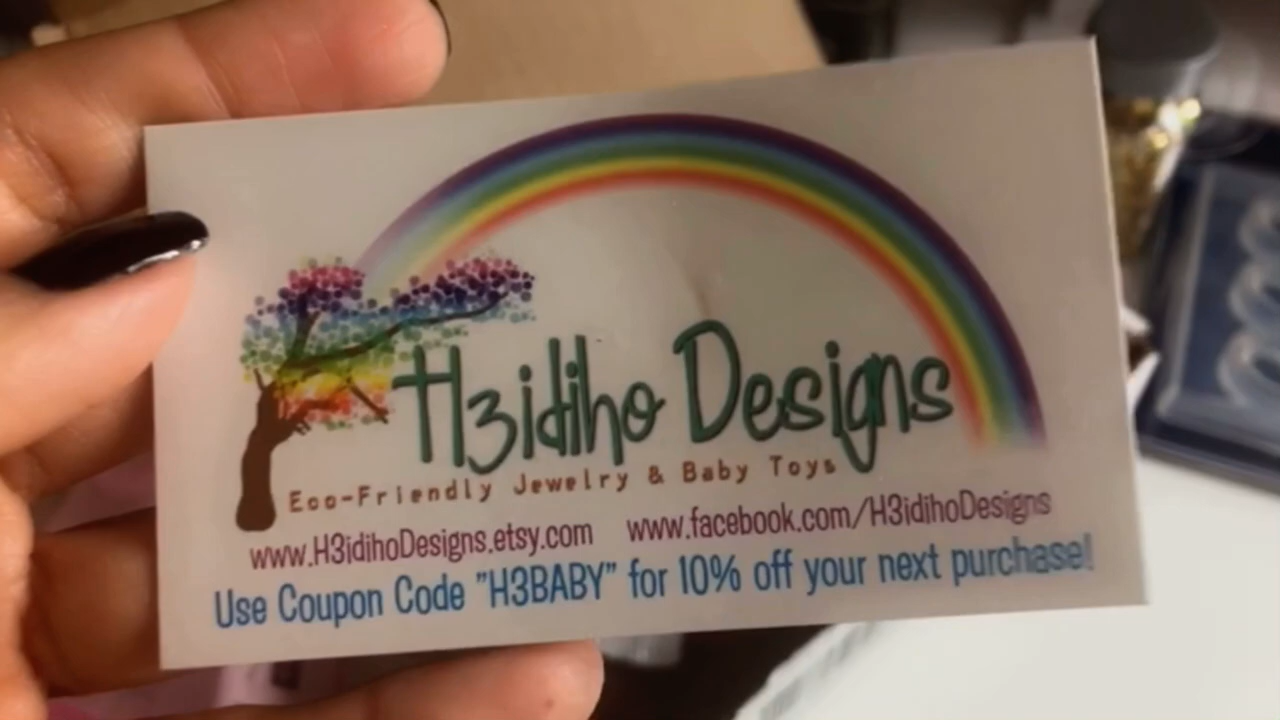 H3idiho Designs
Eco-Friendly Jewelry & Baby Toys
www.H3idihoDesigns.etsy.com www.facebook.com/H3idihoDesigns
Use Coupon Code "H3BABY" for 10% off your next purchase!